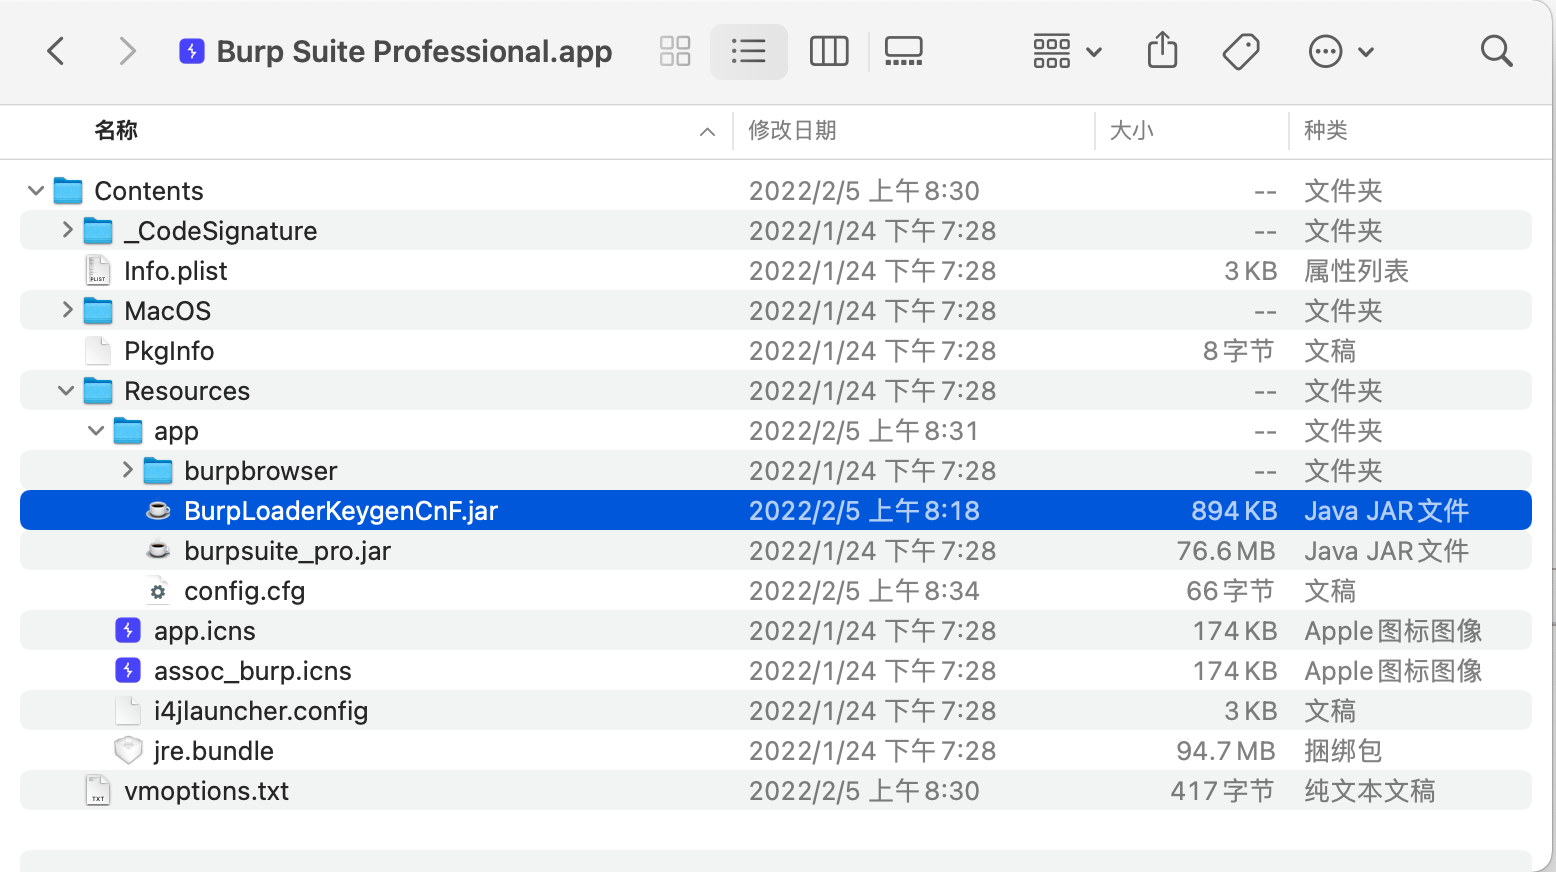 Burp Suite Professional.app
名称 修改日期 大小 种类
Contents 2022/2/5 上午8:30 -- 文件夹
_CodeSignature 2022/1/24 下午7:28 -- 文件夹
Info.plist 2022/1/24 下午7:28 3 KB 属性列表
MacOS 2022/1/24 下午7:28 -- 文件夹
PkgInfo 2022/1/24 下午7:28 8字节 文稿
Resources 2022/1/24 下午7:28 -- 文件夹
app 2022/2/5 上午8:31 -- 文件夹
burpbrowser 2022/1/24 下午7:28 -- 文件夹
BurpLoaderKeygenCnF.jar 2022/2/5 上午8:18 894 KB Java JAR文件
burpsuite_pro.jar 2022/1/24 下午7:28 76.6 MB Java JAR文件
config.cfg 2022/2/5 上午8:34 66字节 文稿
app.icns 2022/1/24 下午7:28 174 KB Apple图标图像
assoc_burp.icns 2022/1/24 下午7:28 174 KB Apple图标图像
i4jlauncher.config 2022/1/24 下午7:28 3 KB 文稿
jre.bundle 2022/1/24 下午7:28 94.7 MB 捆绑包
vmoptions.txt 2022/2/5 上午8:30 417字节 纯文本文稿